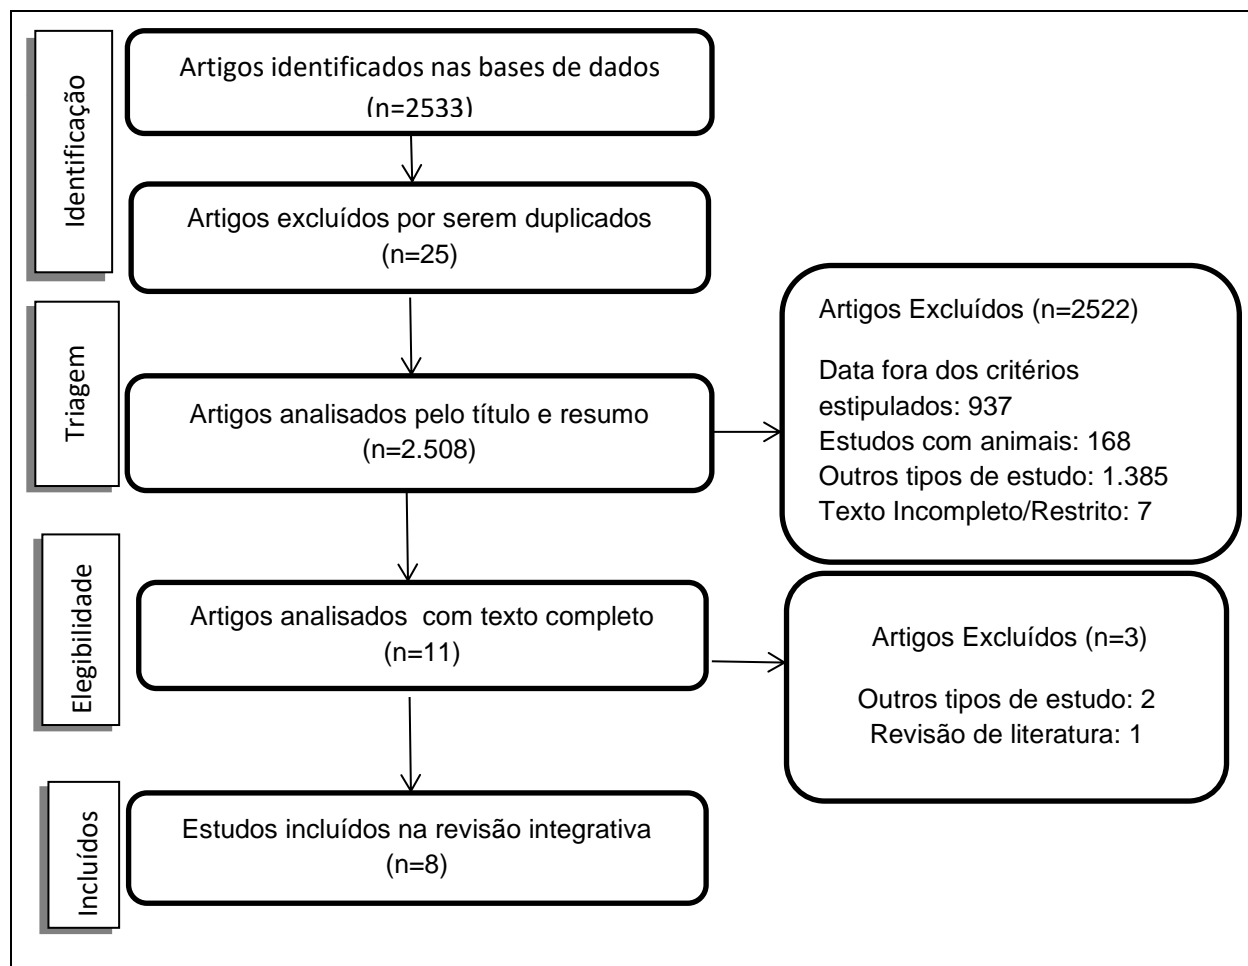 Identificação
Artigos identificados nas bases de dados
(n=2533)
Artigos excluídos por serem duplicados
(n=25)
Triagem
Artigos analisados pelo título e resumo
(n=2.508)
Artigos Excluídos (n=2522)
Data fora dos critérios
estipulados: 937
Estudos com animais: 168
Outros tipos de estudo: 1.385
Texto Incompleto/Restrito: 7
Elegibilidade
Artigos analisados com texto completo
(n=11)
Artigos Excluídos (n=3)
Outros tipos de estudo: 2
Revisão de literatura: 1
Incluídos
Estudos incluídos na revisão integrativa
(n=8)